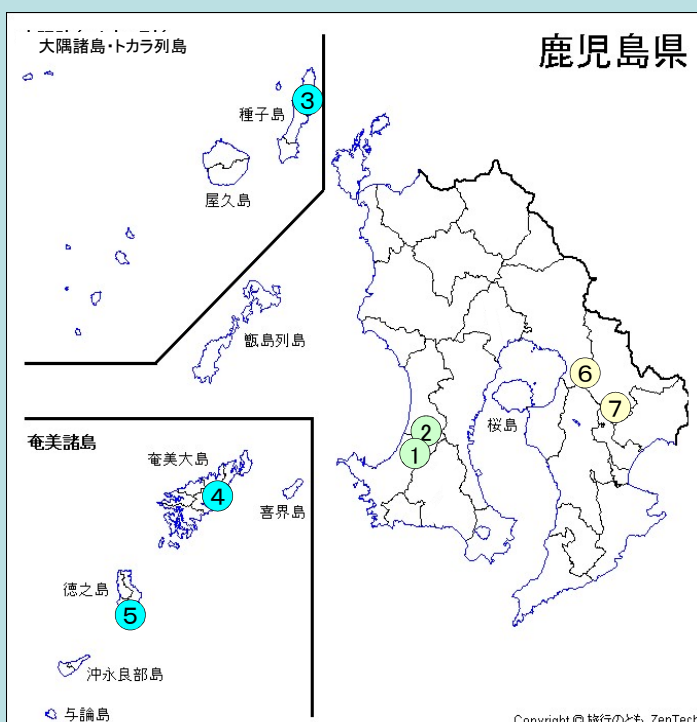 大隅諸島・トカラ列島
鹿児島県
③
種子島
屋久島
甑島列島
⑥
⑦
桜島
②
①
奄美諸島
奄美大島
④
喜界島
徳之島
⑤
沖永良部島
与論島
Copyright © 旅行のとも、ZenTech